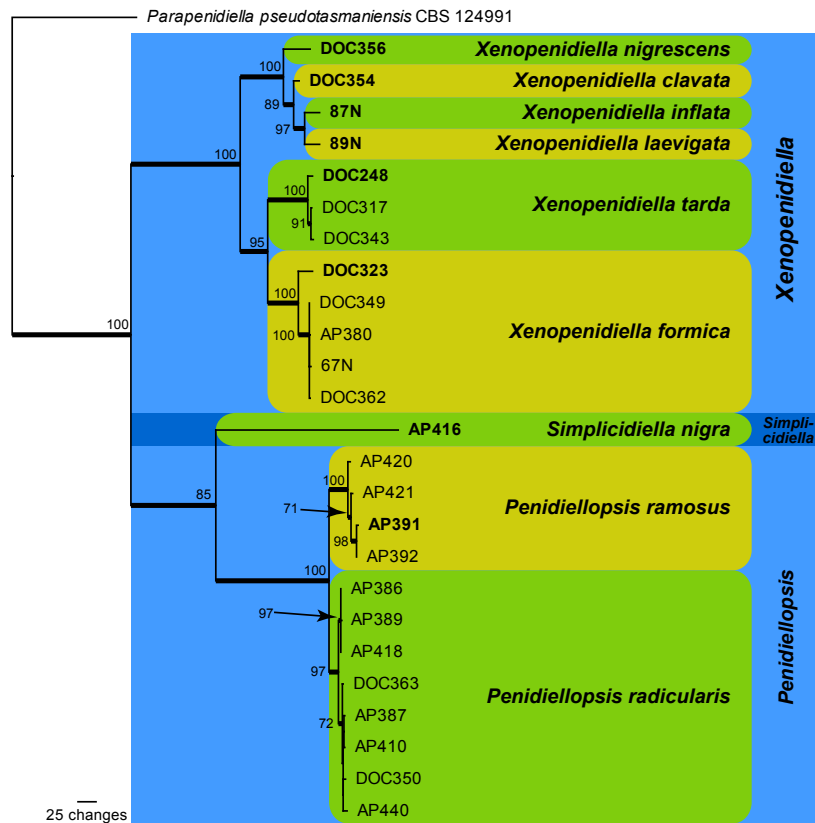 Parapenidiella pseudotasmaniensis CBS 124991
DOC356 Xenopenidiella nigrescens
100
DOC354 Xenopenidiella clavata
89
87N Xenopenidiella inflata
97
89N Xenopenidiella laevigata
100
DOC248
100
DOC317 Xenopenidiella tarda
91
DOC343
95
DOC323
100
DOC349
AP380 Xenopenidiella formica
100
67N
DOC362
Xenopenidiella
100
AP416 Simplicidiella nigra
Simpli-
cidiella
AP420
100
AP421
85
71
AP391 Penidiellopsis ramosus
98
AP392
100
AP386
97
AP389
AP418
97
DOC363
Penidiellopsis radicularis
AP387
72
AP410
DOC350
AP440
Penidiellopsis
25 changes